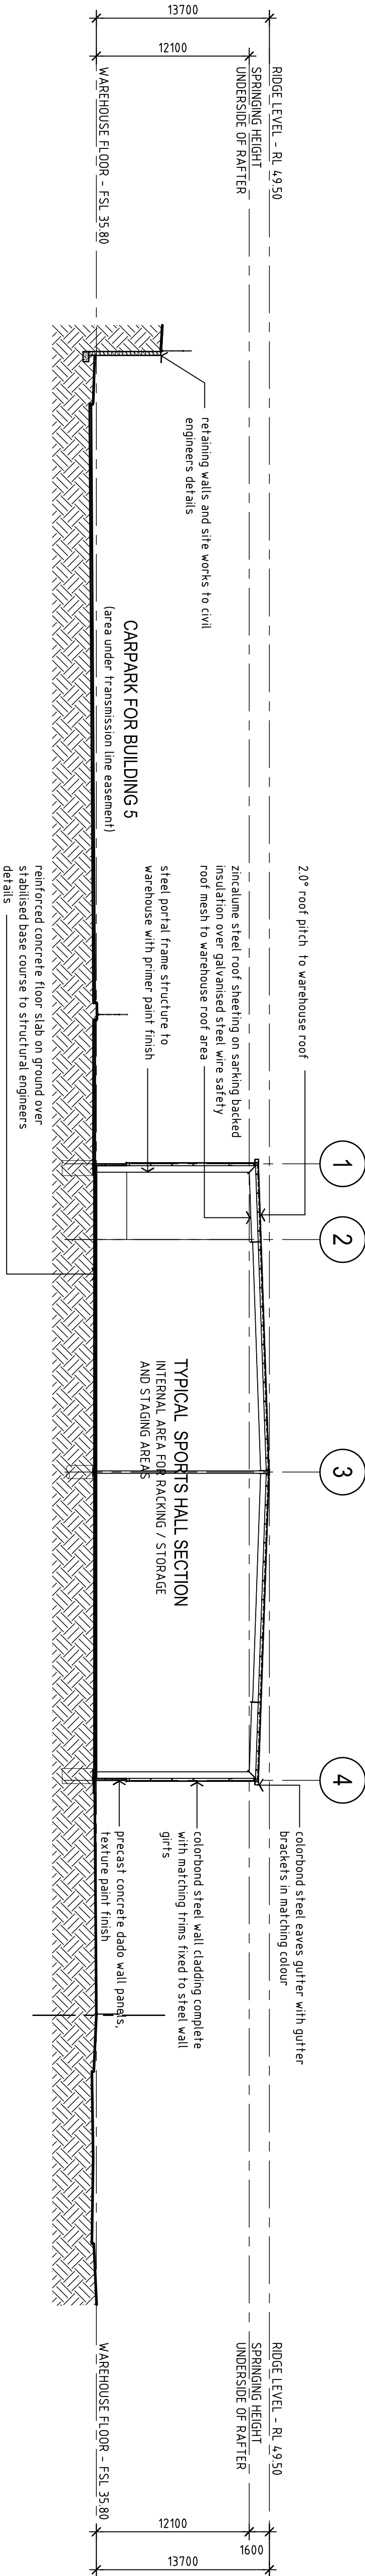 13700
12100
RIDGE LEVEL - RL 49.50
SPRINGING HEIGHT
UNDERSIDE OF RAFTER
WAREHOUSE FLOOR - FSL 35.80
retaining walls and site works to civil
engineers details
CARPARK FOR BUILDING 5
(area under transmission line easement)
2.0° roof pitch to warehouse roof
zincalume steel roof sheeting on sarking backed
insulation over galvanised steel wire safety
roof mesh to warehouse roof area
steel portal frame structure to
warehouse with primer paint finish
reinforced concrete floor slab on ground over
stabilised base course to structural engineers
details
1
2
3
4
TYPICAL SPORTS HALL SECTION
INTERNAL AREA FOR RACKING / STORAGE
AND STAGING AREAS
colorbond steel eaves gutter with gutter
brackets in matching colour
colorbond steel wall cladding complete
with matching trims fixed to steel wall
girts
precast concrete dado wall panels,
texture paint finish
RIDGE LEVEL - RL 49.50
SPRINGING HEIGHT
UNDERSIDE OF RAFTER
WAREHOUSE FLOOR - FSL 35.80
12100
1600
13700